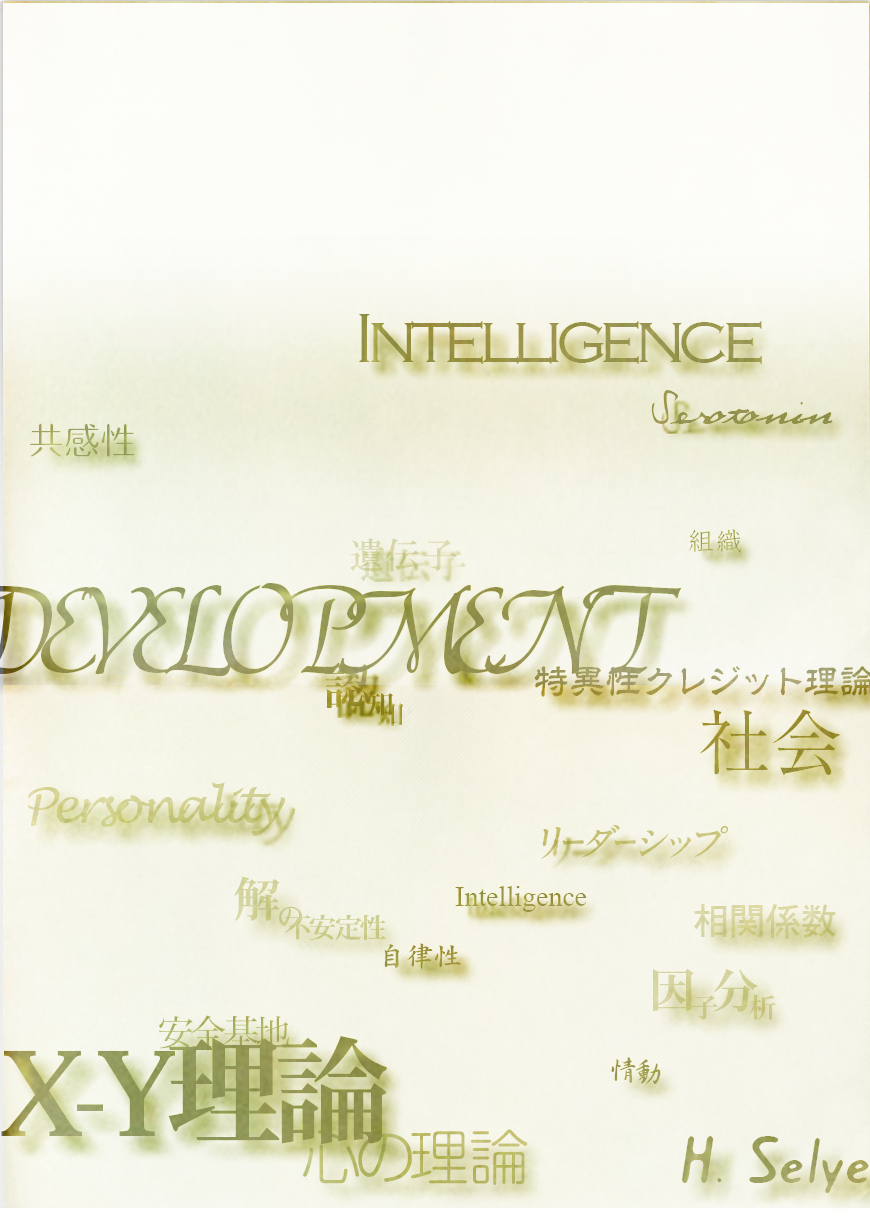 INTELLIGENCE
Serotonin
共感性
組織
遺伝子
DEVELOPMENT
特異性クレジット理論
認知
社会
Personality
リーダーシップ
解の不安定性
Intelligence
相関係数
自律性
因子分析
安全基地
X-Y理論
情動
心の理論
H. Selye